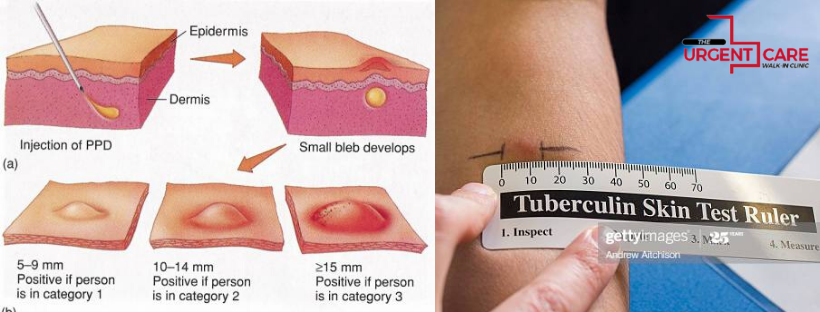 Epidermis
Dermis
Injection of PPD
Small bleb develops
(a)
5–9 mm
Positive if person
is in category 1
10–14 mm
Positive if person
is in category 2
≥15 mm
Positive if person
is in category 3
THE
URGENT CARE
WALK-IN CLINIC
0 10 20 30 40 50 60 70
Tuberculin Skin Test Ruler
1. Inspect
4. Measure
gettyimages
25 YEARS
Andrew Aitchison